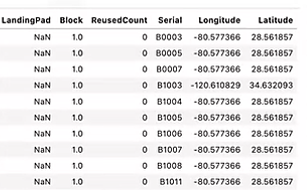 LandingPad Block ReusedCount Serial Longitude Latitude
NaN 1.0 0 B0003 -80.577366 28.561857
NaN 1.0 0 B0005 -80.577366 28.561857
NaN 1.0 0 B0007 -80.577366 28.561857
NaN 1.0 0 B1003 -120.610829 34.632093
NaN 1.0 0 B1004 -80.577366 28.561857
NaN 1.0 0 B1005 -80.577366 28.561857
NaN 1.0 0 B1006 -80.577366 28.561857
NaN 1.0 0 B1007 -80.577366 28.561857
NaN 1.0 0 B1008 -80.577366 28.561857
NaN 1.0 0 B1011 -80.577366 28.561857